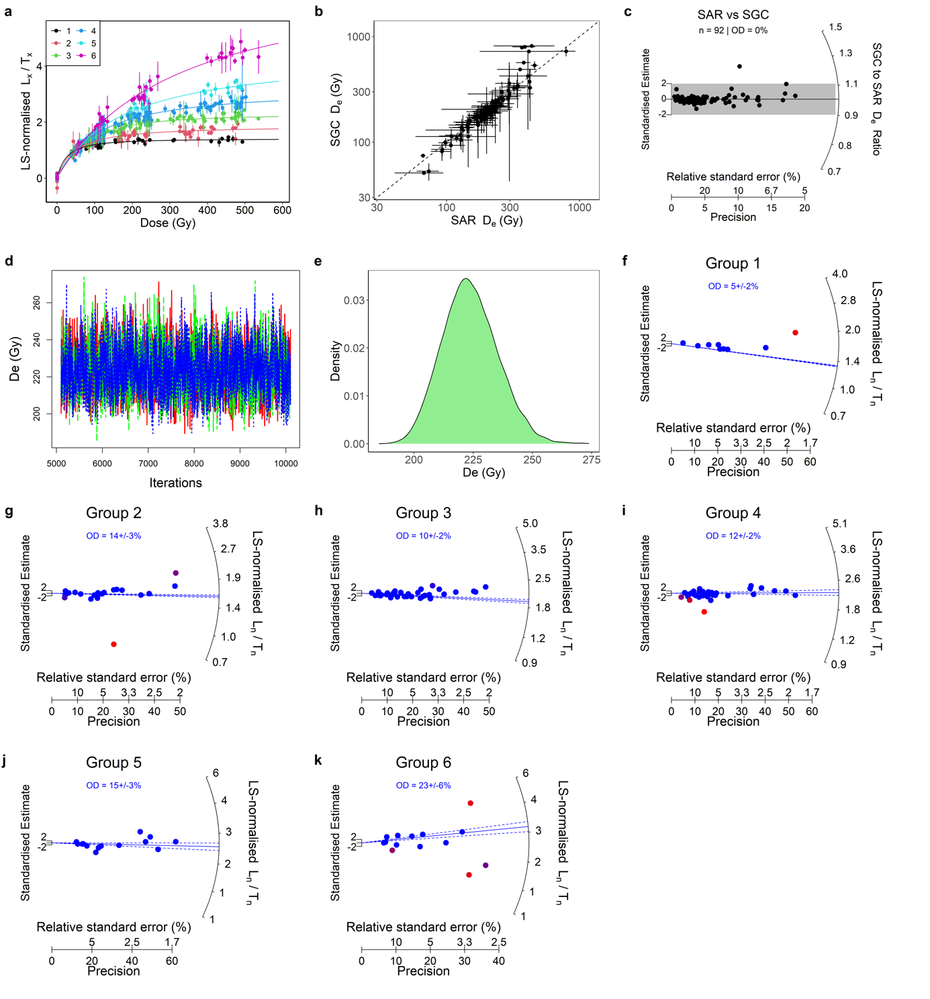 a
LS-normalised Lx / Tx
1 4
2 5
3 6
4
2
0
0 100 200 300 400 500 600
Dose (Gy)
b
SGC De (Gy)
1000
300
100
30
30 100 300 1000
SAR De (Gy)
c
SAR vs SGC
n = 92 | OD = 0%
Standardised Estimate
2
0
-2
1.5
1.3
1.1
0.9
0.8
0.7
SGC to SAR De Ratio
Relative standard error (%)
20 10 6.7 5
0 5 10 15 20
Precision
d
De (Gy)
260
240
220
200
5000 6000 7000 8000 9000 10000
Iterations
e
Density
0.03
0.02
0.01
0.00
200 225 250 275
De (Gy)
f
Group 1
OD = 5+/-2%
Standardised Estimate
2
-2
4.0
2.8
2.0
1.4
1.0
0.7
LS-normalised Ln / Tn
Relative standard error (%)
10 5 3.3 2.5 2 1.7
0 10 20 30 40 50 60
Precision
g
Group 2
OD = 14+/-3%
Standardised Estimate
2
-2
3.8
2.7
1.9
1.4
1.0
0.7
LS-normalised Ln / Tn
Relative standard error (%)
10 5 3.3 2.5 2
0 10 20 30 40 50
Precision
h
Group 3
OD = 10+/-2%
Standardised Estimate
2
-2
5.0
3.5
2.5
1.8
1.2
0.9
LS-normalised Ln / Tn
Relative standard error (%)
10 5 3.3 2.5 2
0 10 20 30 40 50
Precision
i
Group 4
OD = 12+/-2%
Standardised Estimate
2
-2
5.1
3.6
2.6
1.8
1.2
0.9
LS-normalised Ln / Tn
Relative standard error (%)
10 5 3.3 2.5 2 1.7
0 10 20 30 40 50 60
Precision
j
Group 5
OD = 15+/-3%
Standardised Estimate
2
-2
6
4
3
2
1
1
LS-normalised Ln / Tn
Relative standard error (%)
5 2.5 1.7
0 20 40 60
Precision
k
Group 6
OD = 23+/-6%
Standardised Estimate
2
-2
6
4
3
2
1
1
LS-normalised Ln / Tn
Relative standard error (%)
10 5 3.3 2.5
0 10 20 30 40
Precision